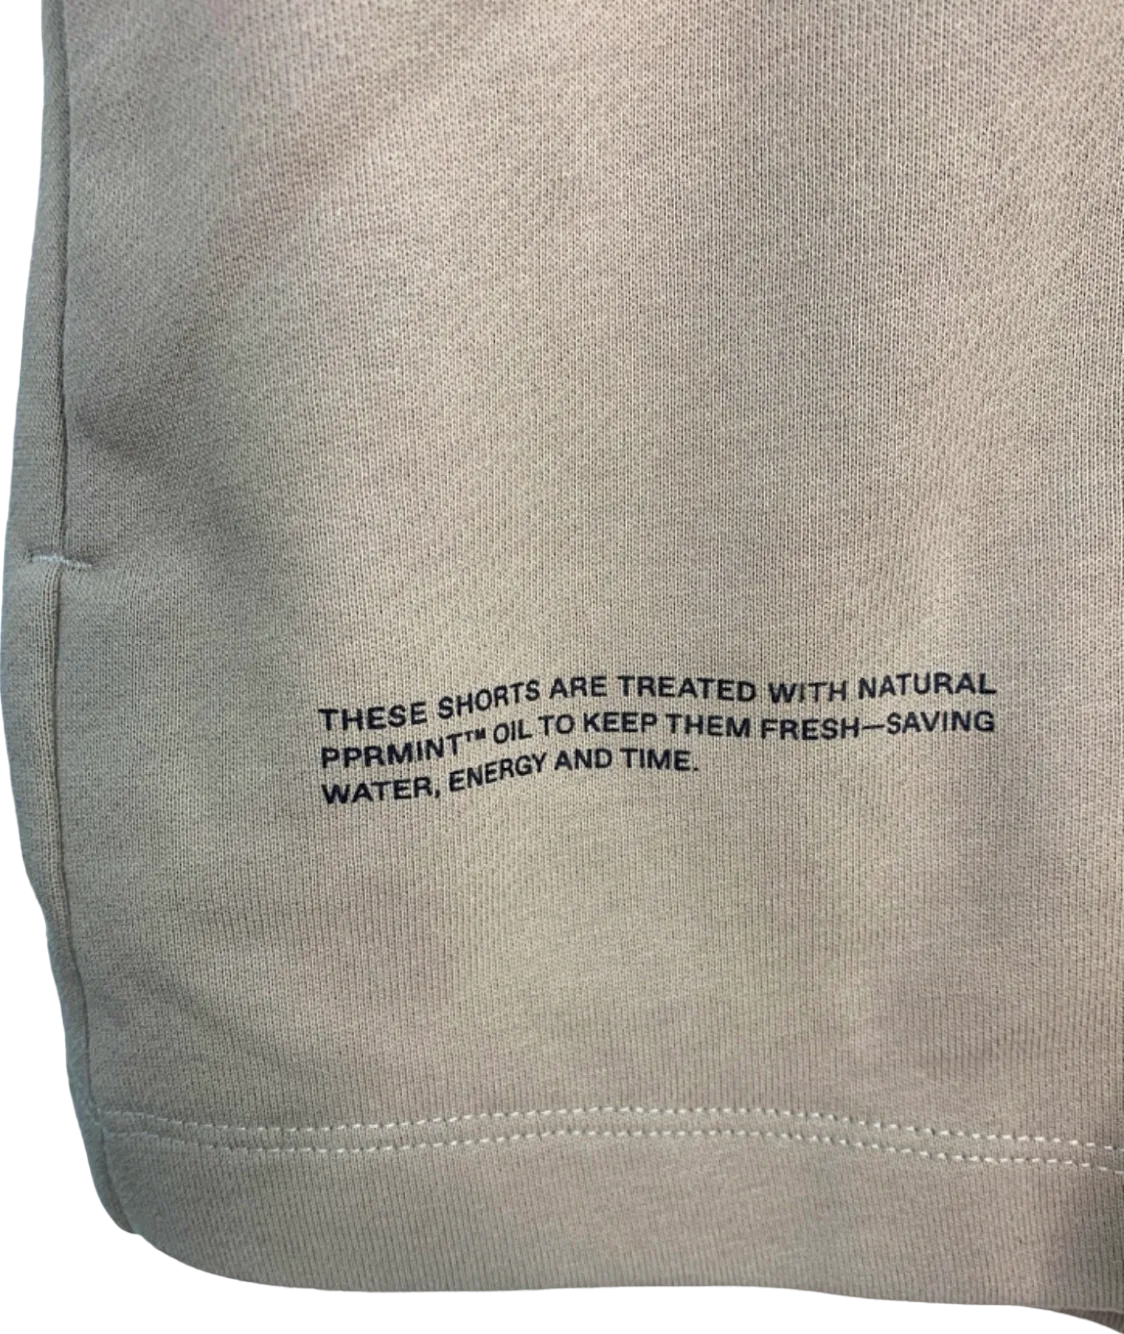 THESE SHORTS ARE TREATED WITH NATURAL
PPRMINT™ OIL TO KEEP THEM FRESH—SAVING
WATER, ENERGY AND TIME.